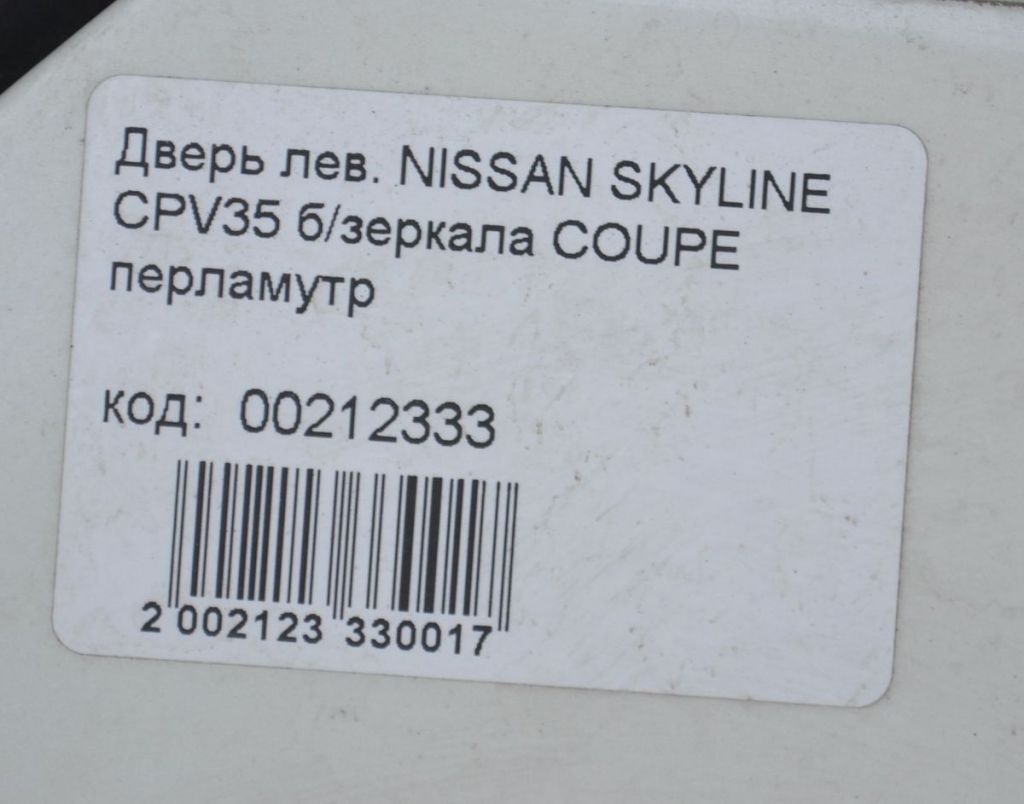 Дверь лев. NISSAN SKYLINE
CPV35 б/зеркала COUPE
перламутр
код: 00212333
2 002123 330017